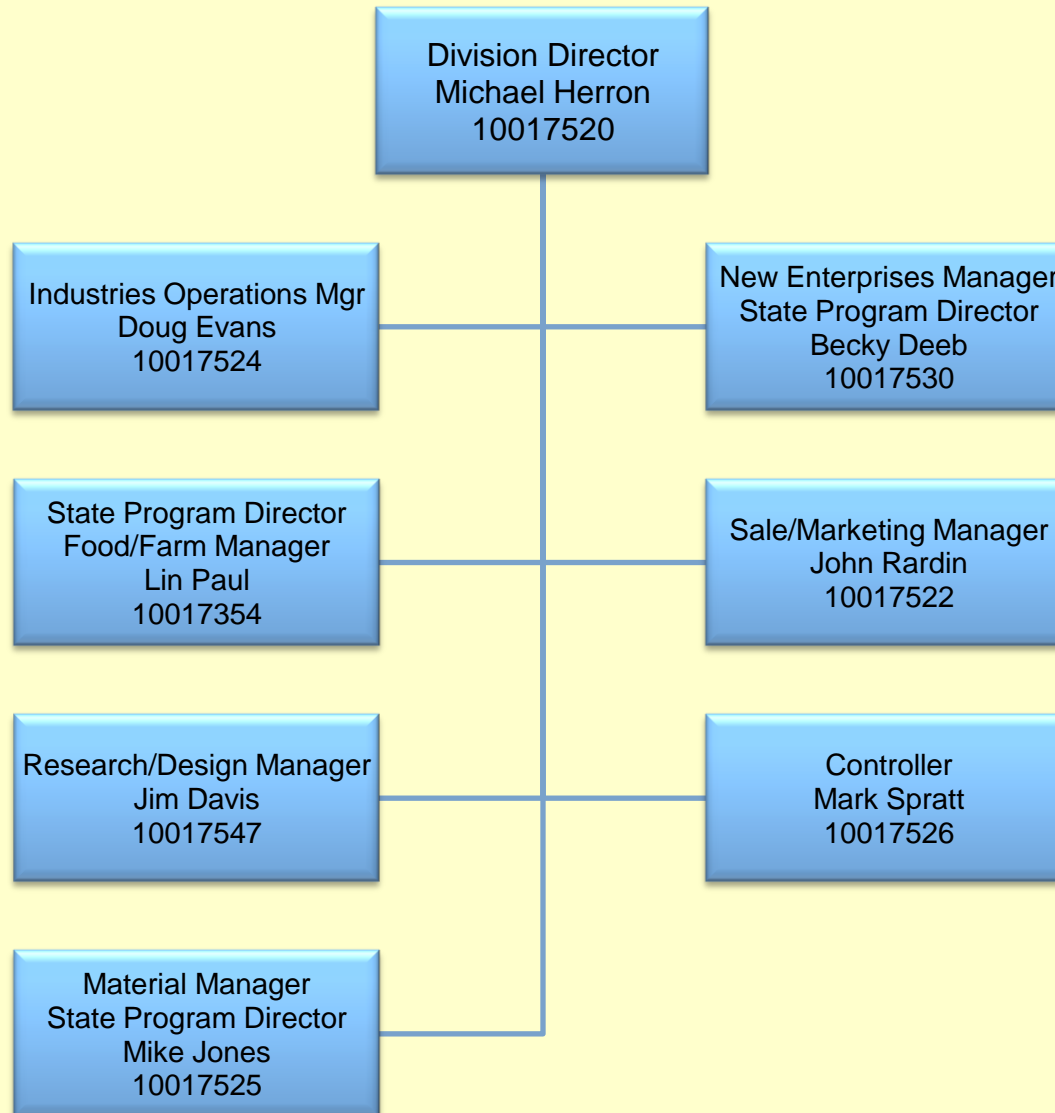 Division Director
Michael Herron
10017520
Industries Operations Mgr
Doug Evans
10017524
New Enterprises Manager
State Program Director
Becky Deeb
10017530
State Program Director
Food/Farm Manager
Lin Paul
10017354
Sale/Marketing Manager
John Rardin
10017522
Research/Design Manager
Jim Davis
10017547
Controller
Mark Spratt
10017526
Material Manager
State Program Director
Mike Jones
10017525